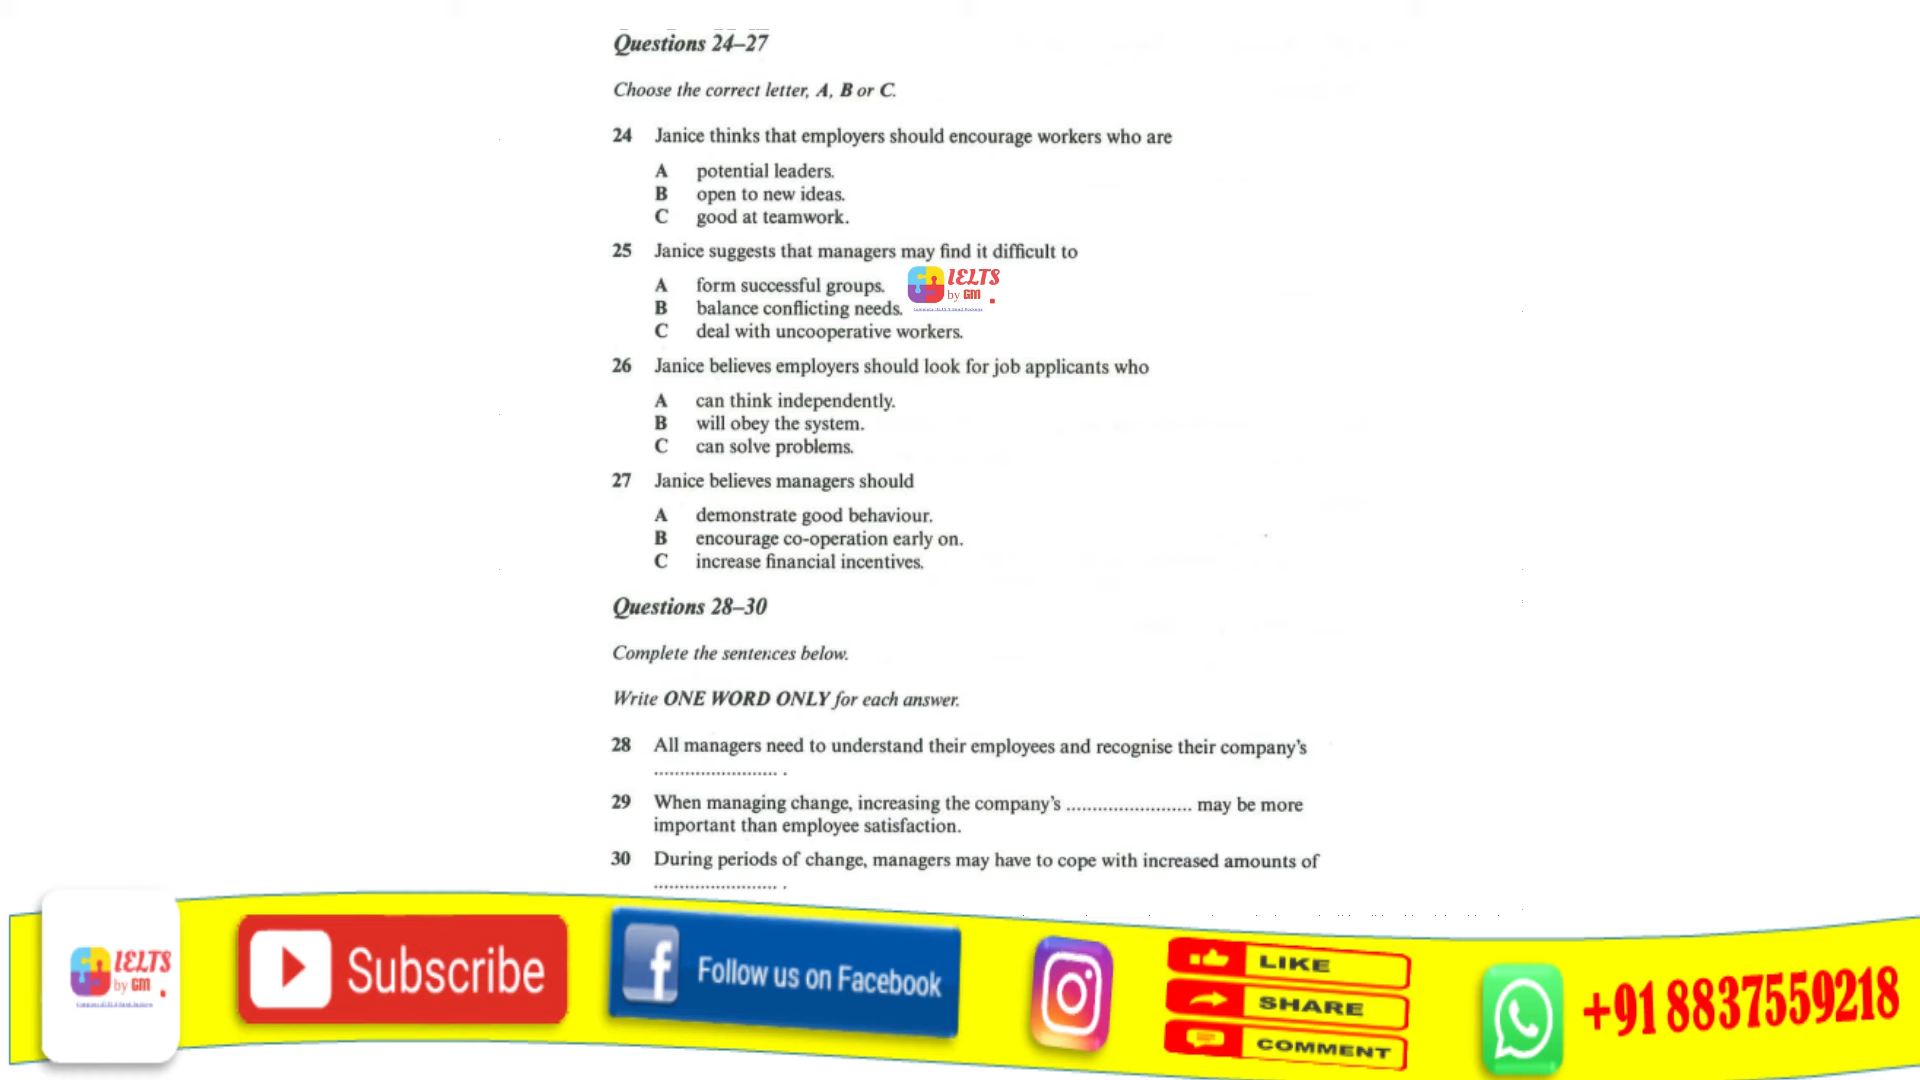 Questions 24–27
Choose the correct letter, A, B or C.
24 Janice thinks that employers should encourage workers who are
A potential leaders.
B open to new ideas.
C good at teamwork.
25 Janice suggests that managers may find it difficult to
A form successful groups.
B balance conflicting needs.
C deal with uncooperative workers.
IELTS
by GM
26 Janice believes employers should look for job applicants who
A can think independently.
B will obey the system.
C can solve problems.
27 Janice believes managers should
A demonstrate good behaviour.
B encourage co-operation early on.
C increase financial incentives.
Questions 28–30
Complete the sentences below.
Write ONE WORD ONLY for each answer.
28 All managers need to understand their employees and recognise their company's
........................ .
29 When managing change, increasing the company's ........................ may be more
important than employee satisfaction.
30 During periods of change, managers may have to cope with increased amounts of
........................ .
IELTS
by GM
Subscribe
Follow us on Facebook
LIKE
SHARE
COMMENT
+91 8837559218